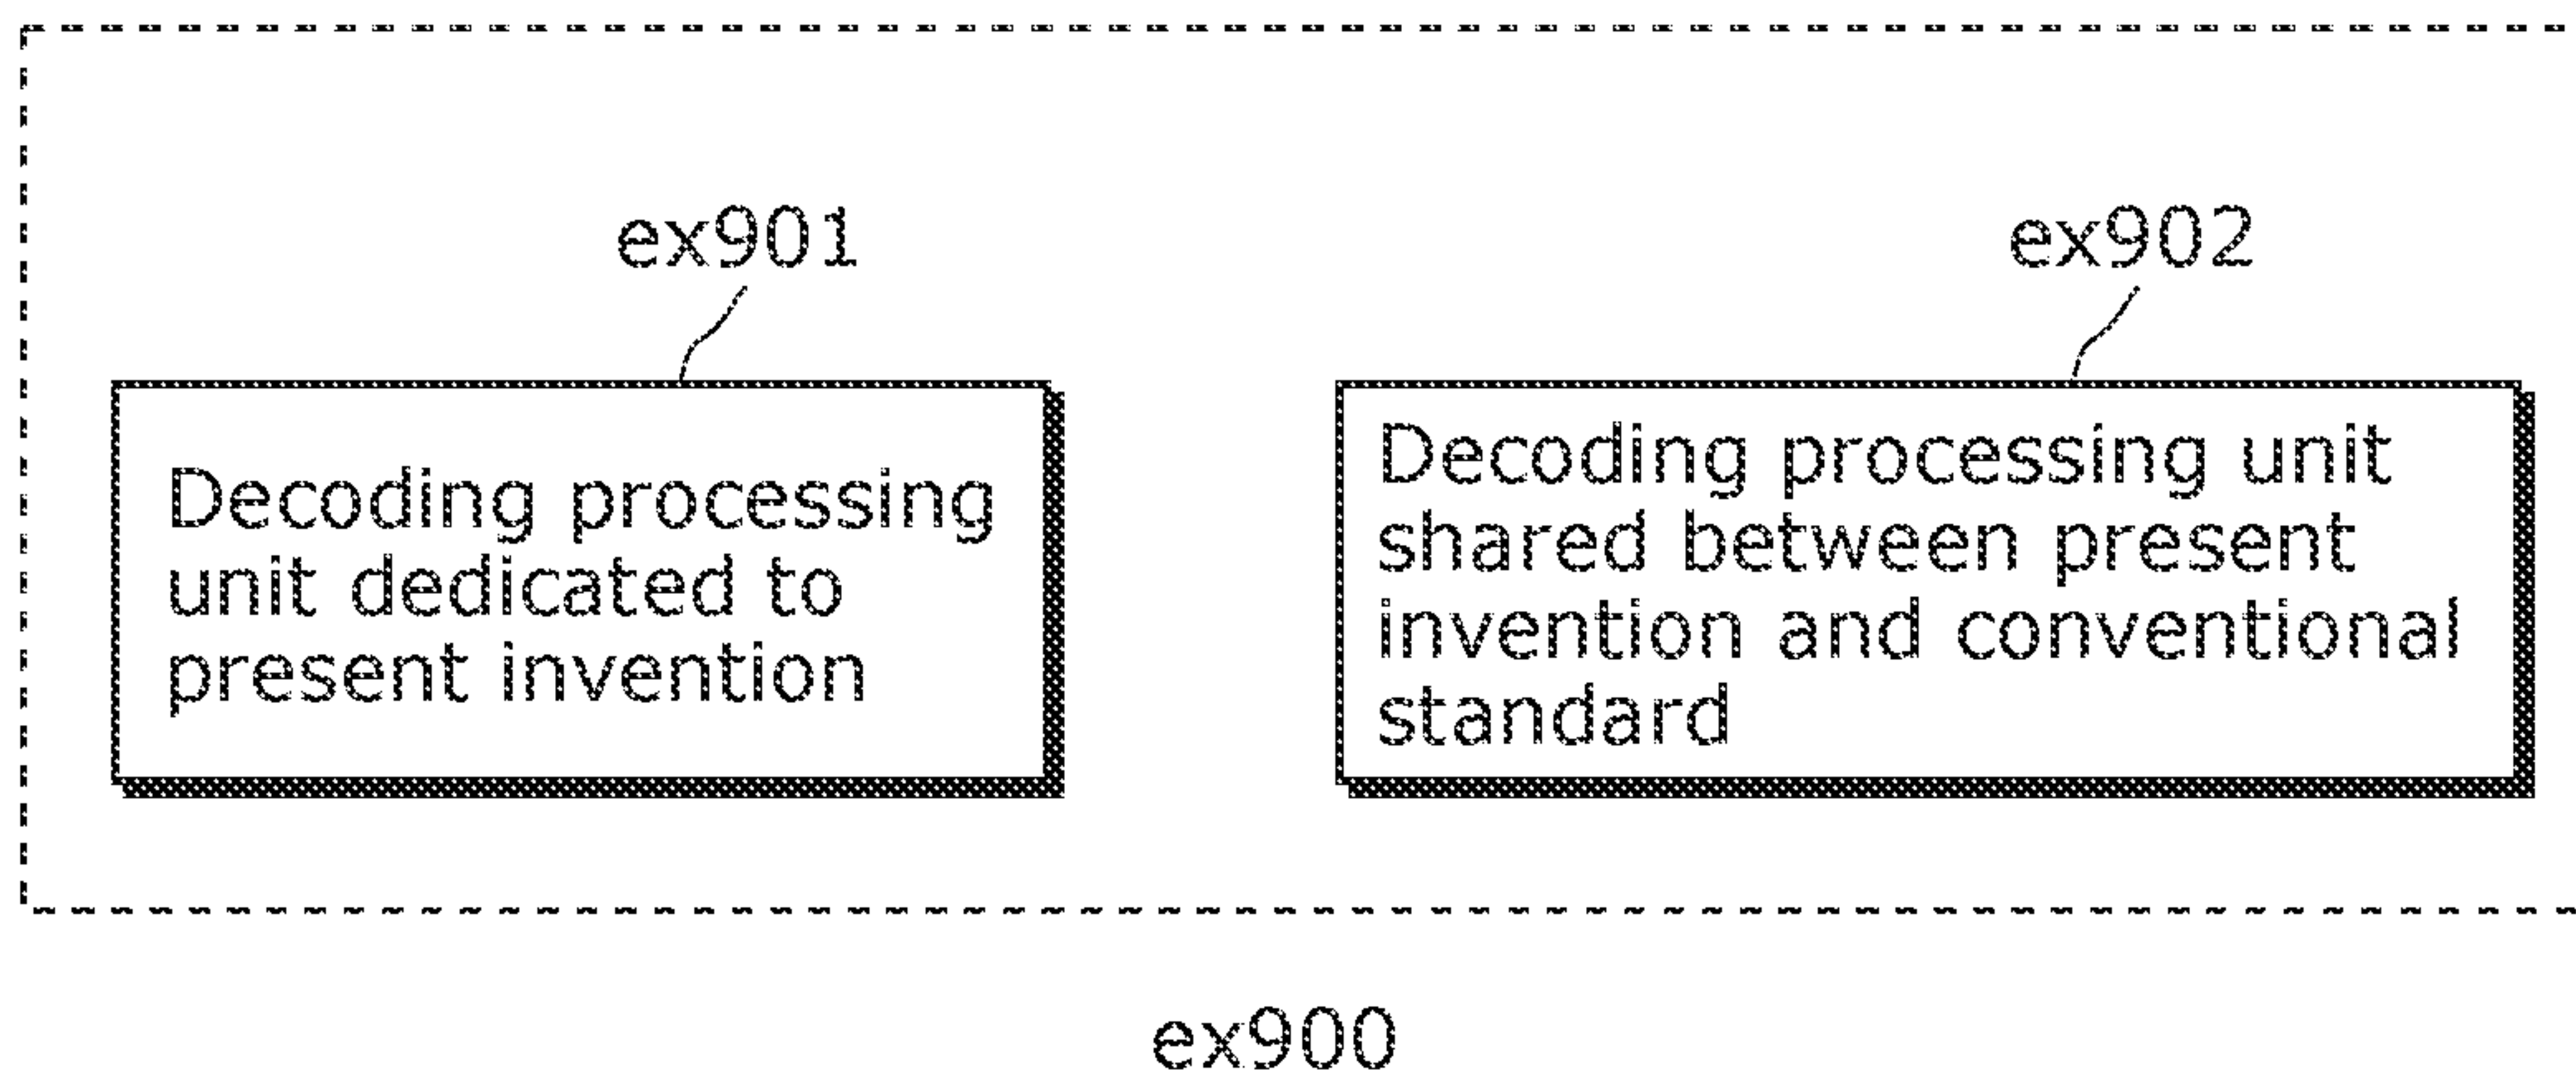 ex901
Decoding processing
unit dedicated to
present invention
ex902
Decoding processing unit
shared between present
invention and conventional
standard
ex900